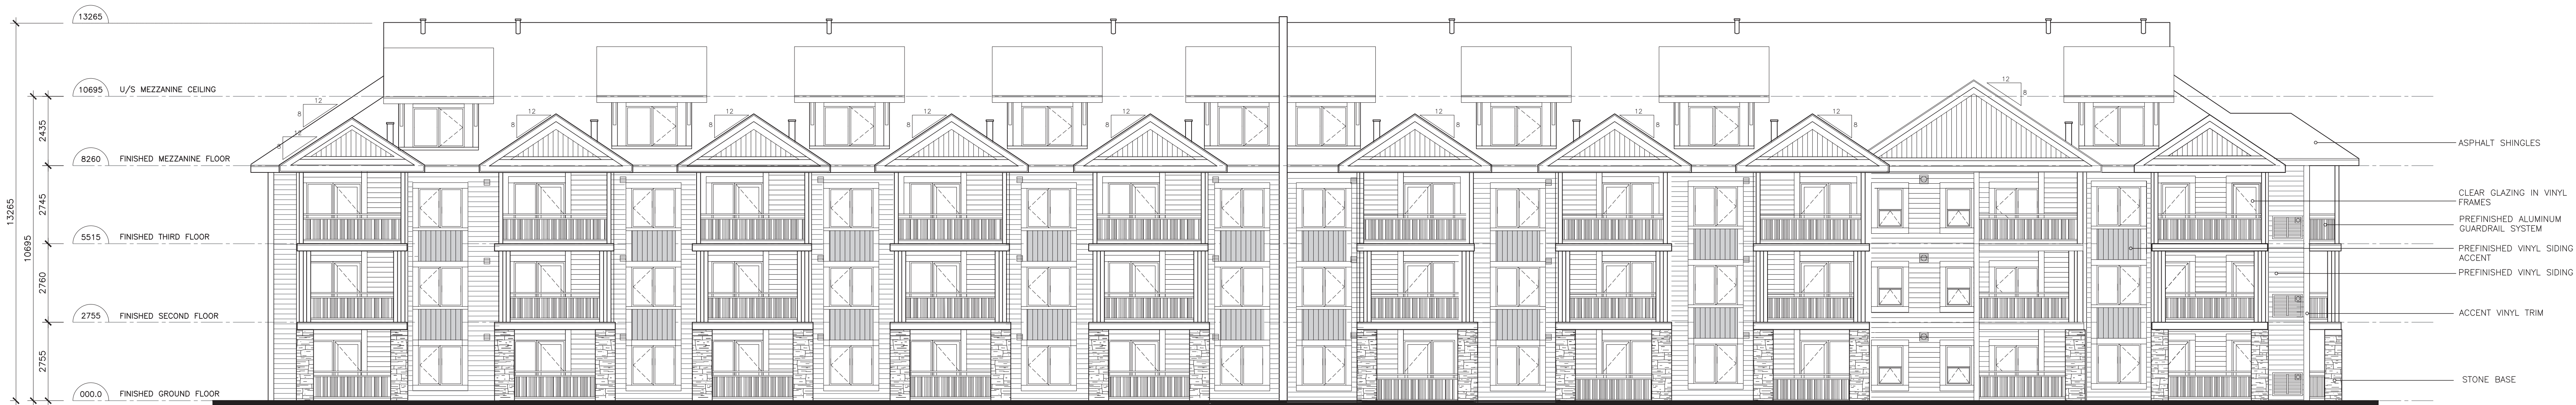 13265
10695
U/S MEZZANINE CEILING
8260
FINISHED MEZZANINE FLOOR
5515
FINISHED THIRD FLOOR
2755
FINISHED SECOND FLOOR
000.0
FINISHED GROUND FLOOR
13265
10695
2435
2745
2760
2755
12
8
12
8
12
8
12
8
12
8
12
8
12
8
12
8
12
8
12
8
ASPHALT SHINGLES
CLEAR GLAZING IN VINYL
FRAMES
PREFINISHED ALUMINUM
GUARDRAIL SYSTEM
PREFINISHED VINYL SIDING
ACCENT
PREFINISHED VINYL SIDING
ACCENT VINYL TRIM
STONE BASE